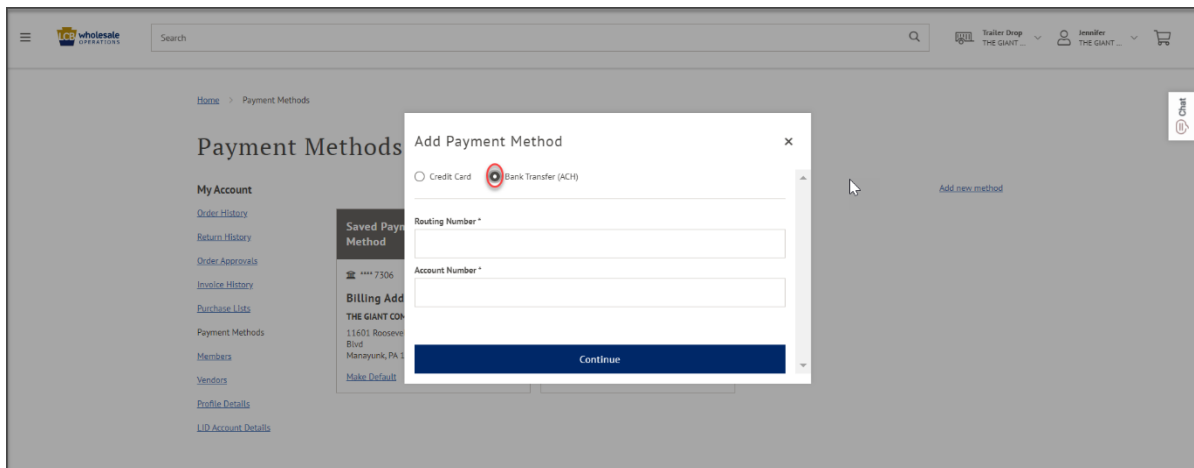 LCB wholesale
OPERATIONS
Search
Trailer Drop
THE GIANT ...
Jennifer
THE GIANT ...
Chat
Home > Payment Methods
Payment Methods
Add new method
My Account
Order History
Return History
Order Approvals
Invoice History
Purchase Lists
Payment Methods
Members
Vendors
Profile Details
LID Account Details
Saved Paym
Method
**** 7306
Billing Add
THE GIANT COM
11601 Rooseve
Blvd
Manayunk, PA 1
Make Default
Add Payment Method ×
Credit Card Bank Transfer (ACH)
Routing Number *
Account Number *
Continue